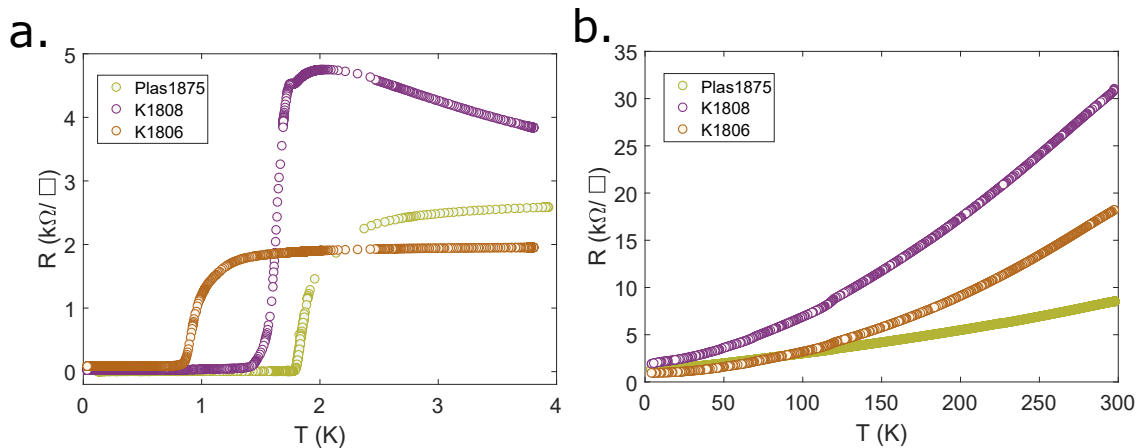 a.
R (kΩ/ □)
5
4
3
2
1
0
Plas1875
K1808
K1806
0 1 2 3 4
T (K)
b.
R (kΩ/ □)
35
30
25
20
15
10
5
0
Plas1875
K1808
K1806
0 50 100 150 200 250 300
T (K)